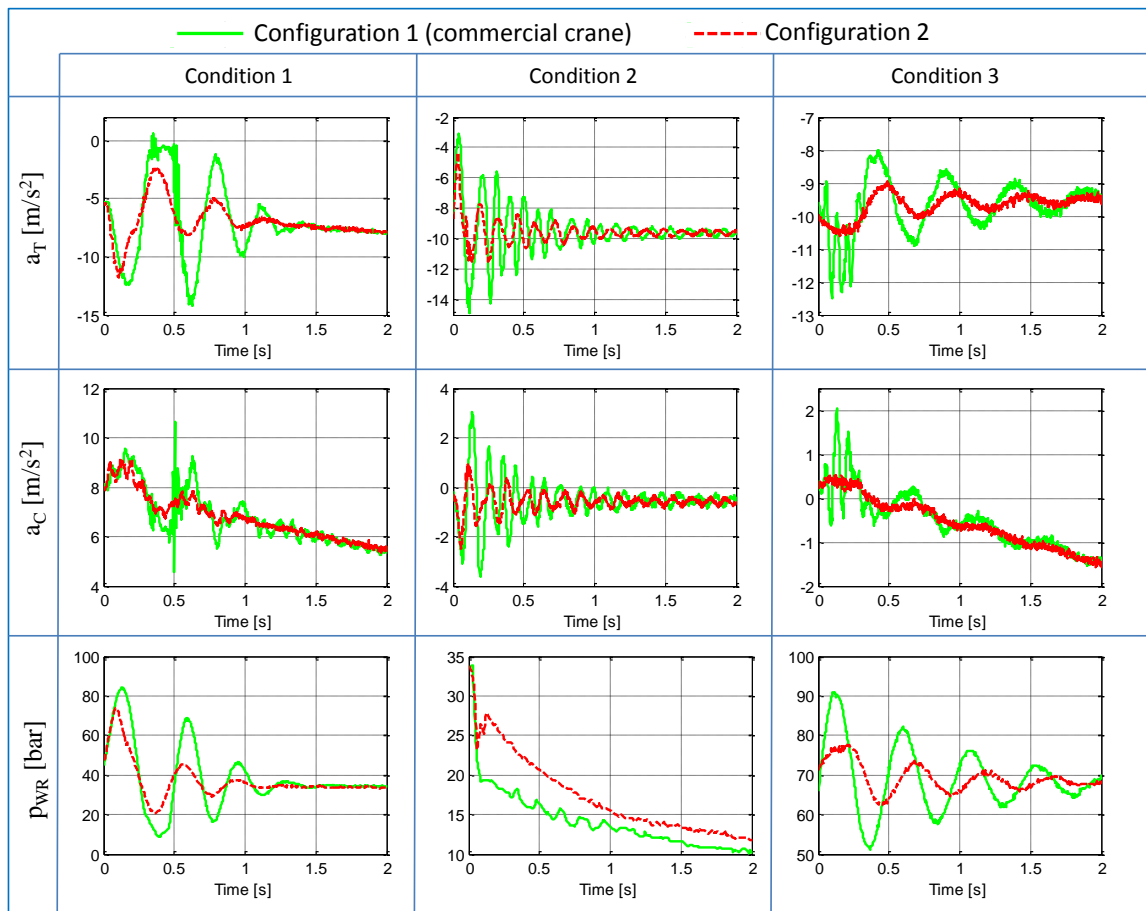 Configuration 1 (commercial crane) Configuration 2
Condition 1 Condition 2 Condition 3
a_T [m/s²]
0
-5
-10
-15
0 0.5 1 1.5 2
Time [s]
-2
-4
-6
-8
-10
-12
-14
0 0.5 1 1.5 2
Time [s]
-7
-8
-9
-10
-11
-12
-13
0 0.5 1 1.5 2
Time [s]
a_C [m/s²]
12
10
8
6
4
0 0.5 1 1.5 2
Time [s]
4
2
0
-2
-4
0 0.5 1 1.5 2
Time [s]
2
1
0
-1
-2
0 0.5 1 1.5 2
Time [s]
p_WR [bar]
100
80
60
40
20
0
0 0.5 1 1.5 2
Time [s]
35
30
25
20
15
10
0 0.5 1 1.5 2
Time [s]
100
90
80
70
60
50
0 0.5 1 1.5 2
Time [s]